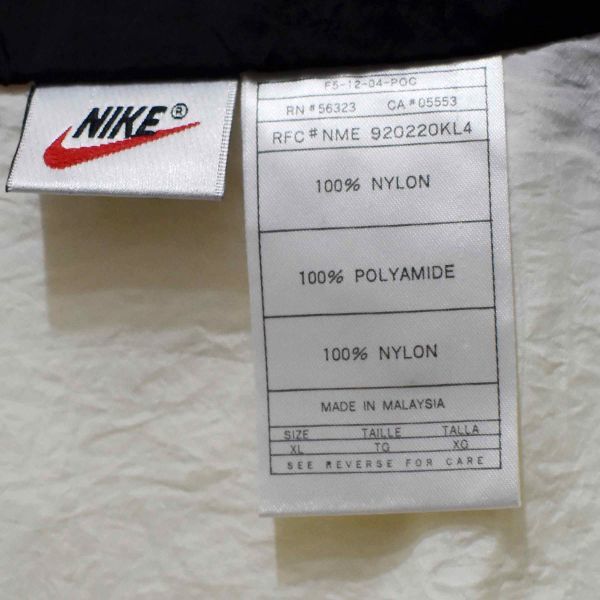 NIKE®
F5-12-04-POC
RN #56323 CA #05553
RFC # NME 920220KL4
100% NYLON
100% POLYAMIDE
100% NYLON
MADE IN MALAYSIA
SIZE TAILLE TALLA
XL TG XG
SEE REVERSE FOR CARE